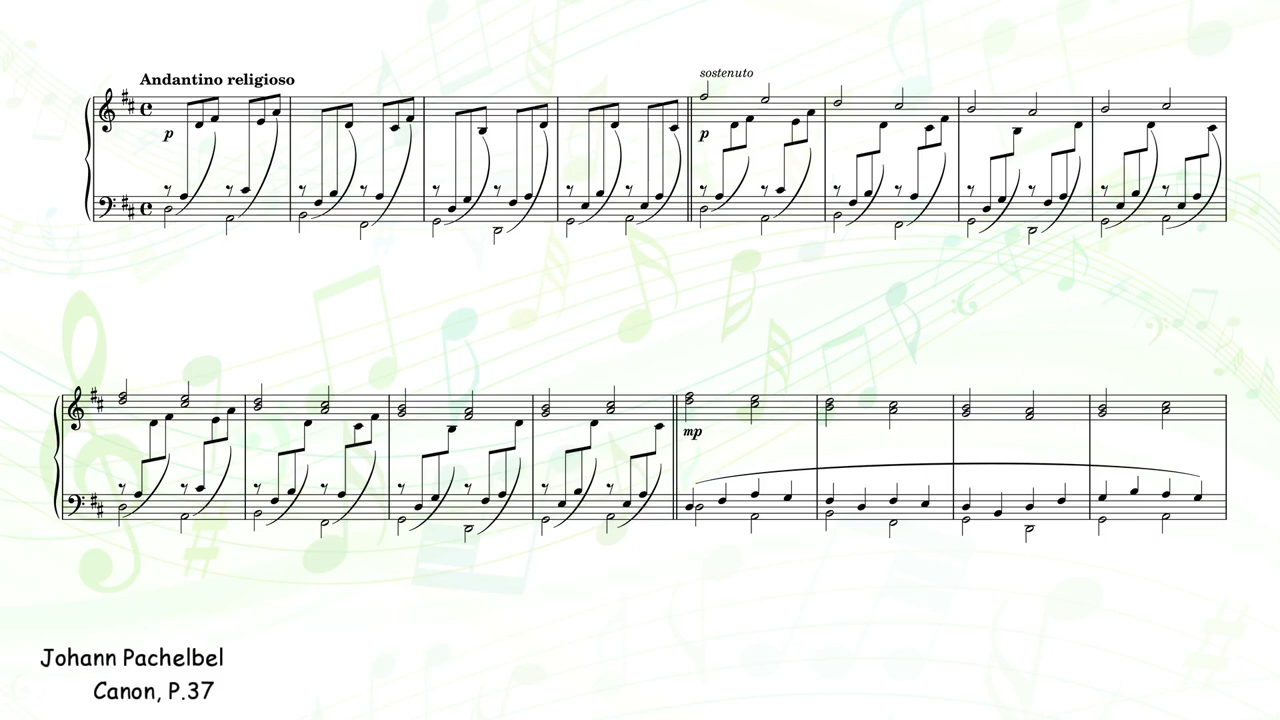 Andantino religioso
sostenuto
p
p
mp
Johann Pachelbel
Canon, P.37